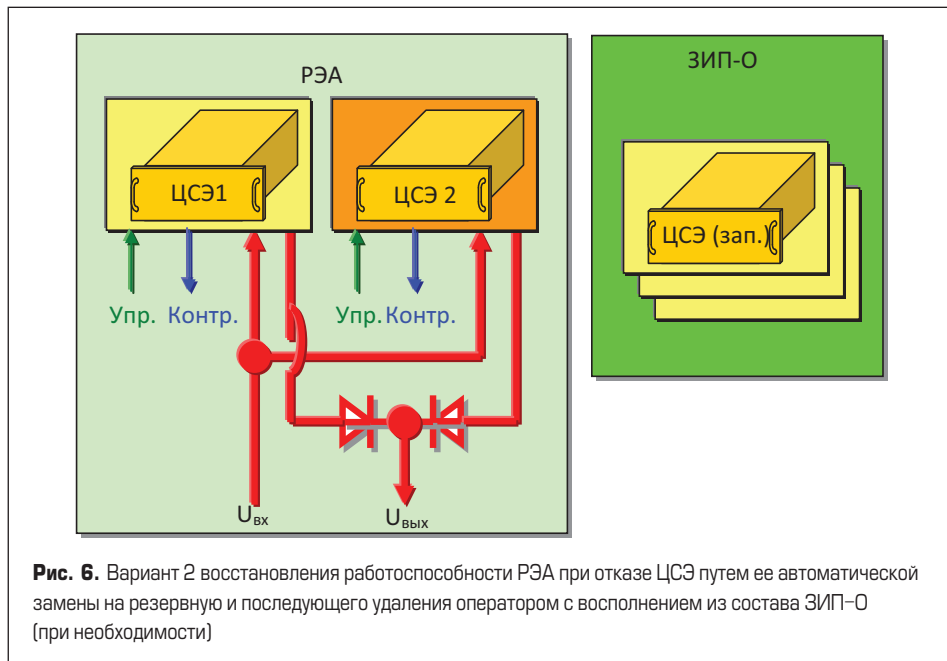 РЭА
ЗИП-О
ЦСЭ1
ЦСЭ 2
ЦСЭ (зап.)
Упр. Контр.
Упр. Контр.
Uвх
Uвых
Рис. 6. Вариант 2 восстановления работоспособности РЭА при отказе ЦСЭ путем ее автоматической
замены на резервную и последующего удаления оператором с восполнением из состава ЗИП–О
(при необходимости)